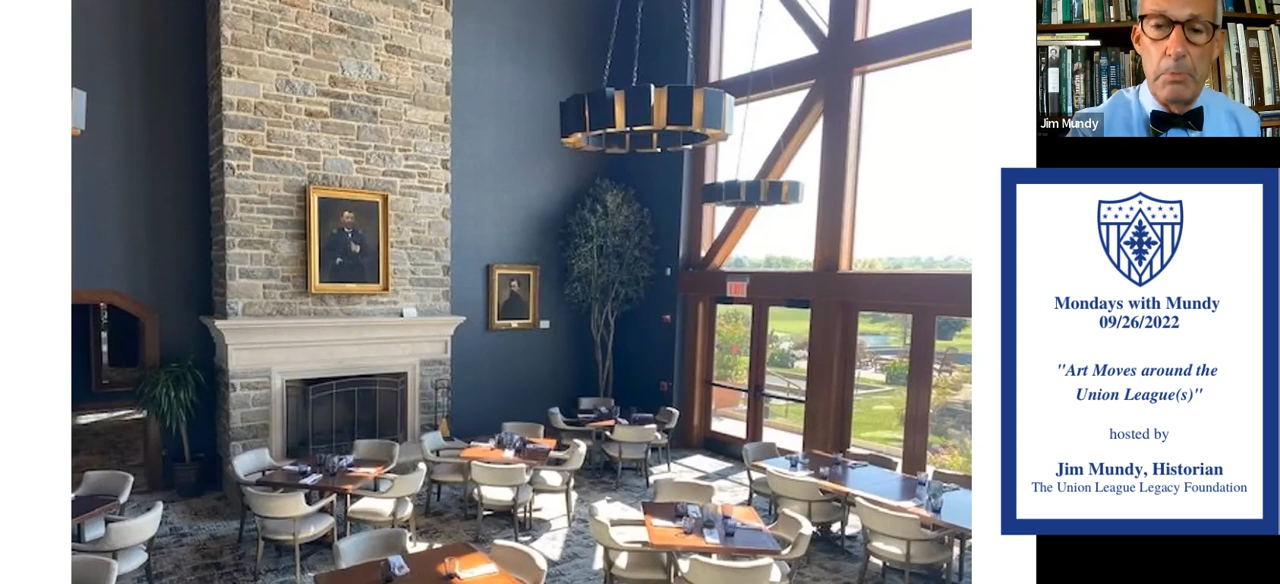 Jim Mundy
Mondays with Mundy
09/26/2022
"Art Moves around the
Union League(s)"
hosted by
Jim Mundy, Historian
The Union League Legacy Foundation